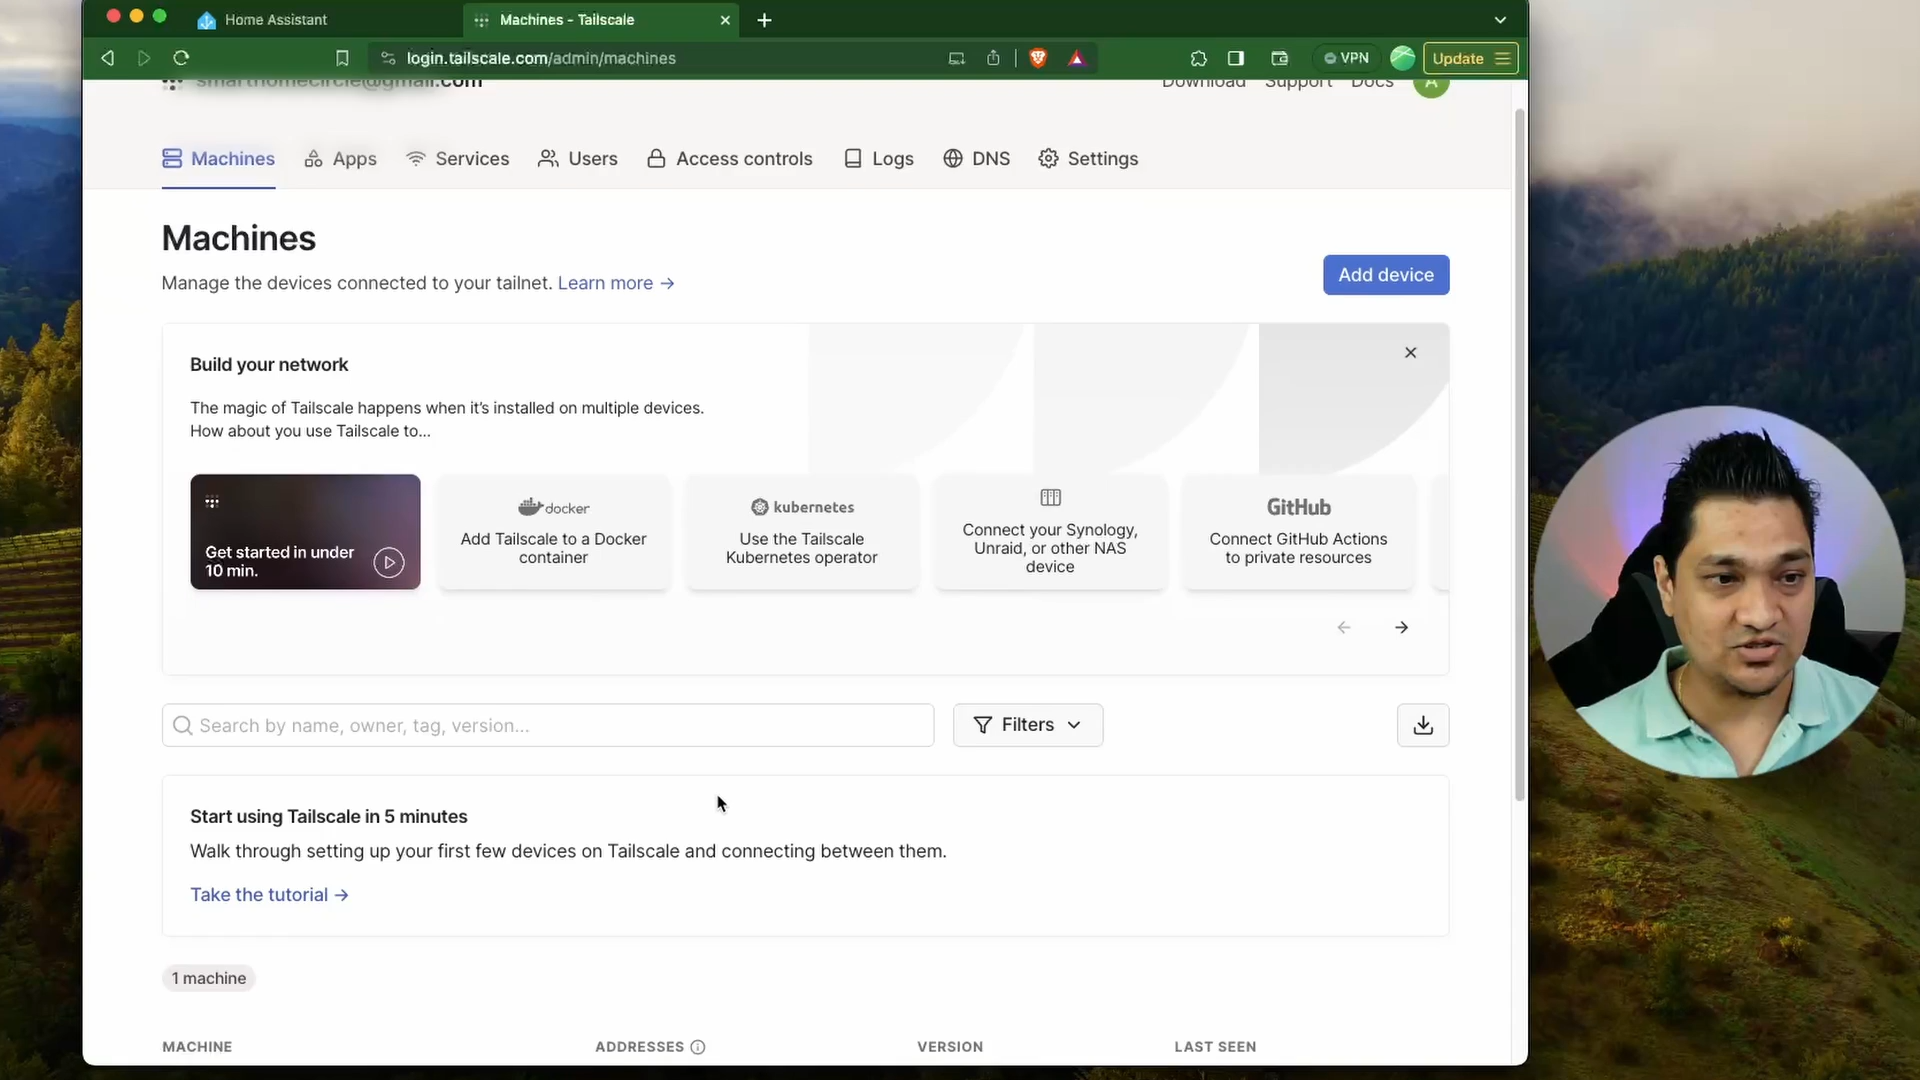 Home Assistant
Machines - Tailscale
login.tailscale.com/admin/machines
VPN
Update
smarthomecircle@gmail.com
Download Support Docs
A
Machines
Apps
Services
Users
Access controls
Logs
DNS
Settings
Machines
Manage the devices connected to your tailnet. Learn more →
Add device
Build your network
The magic of Tailscale happens when it's installed on multiple devices.
How about you use Tailscale to...
Get started in under
10 min.
docker
Add Tailscale to a Docker
container
kubernetes
Use the Tailscale
Kubernetes operator
Connect your Synology,
Unraid, or other NAS
device
GitHub
Connect GitHub Actions
to private resources
Search by name, owner, tag, version...
Filters
Start using Tailscale in 5 minutes
Walk through setting up your first few devices on Tailscale and connecting between them.
Take the tutorial →
1 machine
MACHINE
ADDRESSES
VERSION
LAST SEEN